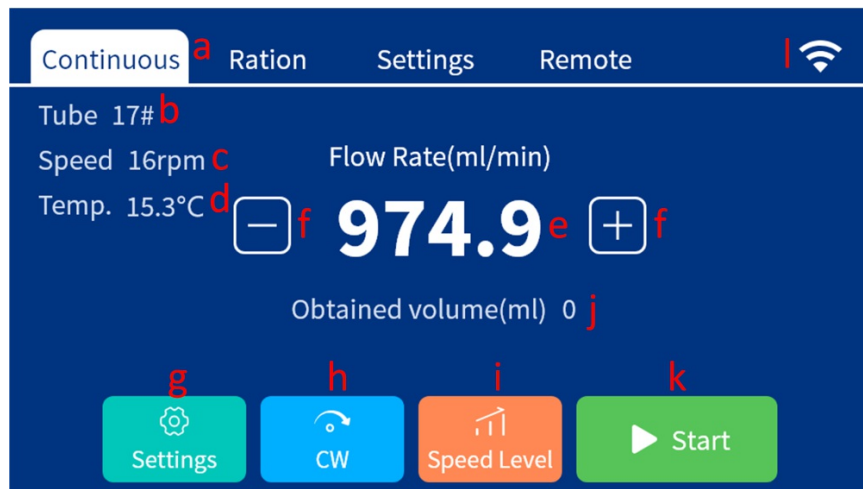 Continuous a Ration Settings Remote l
Tube 17# b
Speed 16rpm c
Flow Rate(ml/min)
Temp. 15.3°C d
f 974.9 e f
Obtained volume(ml) 0 j
g h i k
Settings CW Speed Level Start